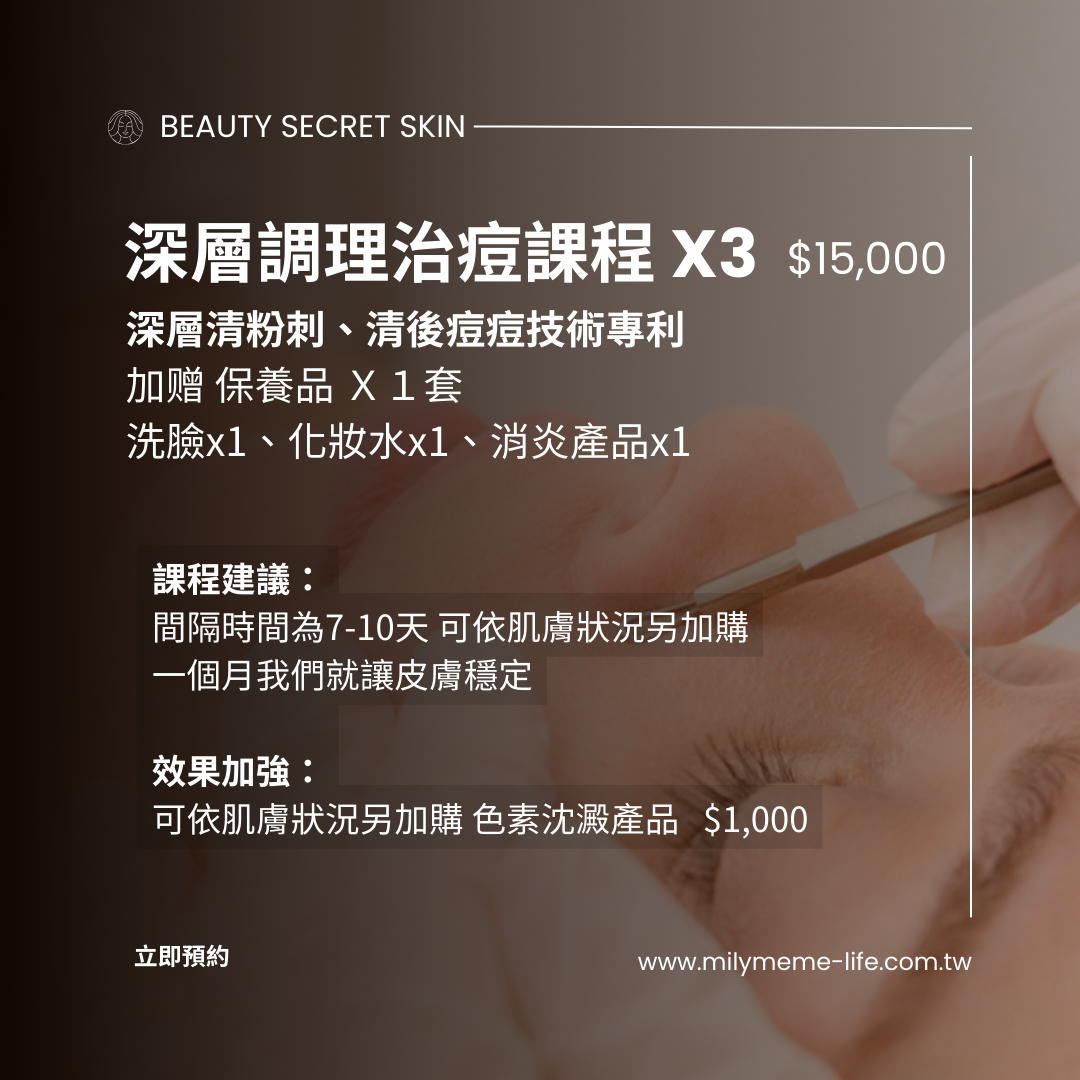 BEAUTY SECRET SKIN
深層調理治痘課程 X3 $15,000
深層清粉刺、清後痘痘技術專利
加赠 保養品 Ｘ１套
洗臉x1、化妝水x1、消炎產品x1
課程建議：
間隔時間為7-10天 可依肌膚狀況另加購
一個月我們就讓皮膚穩定
效果加強：
可依肌膚狀況另加購 色素沈澱產品 $1,000
立即預約
www.milymeme-life.com.tw